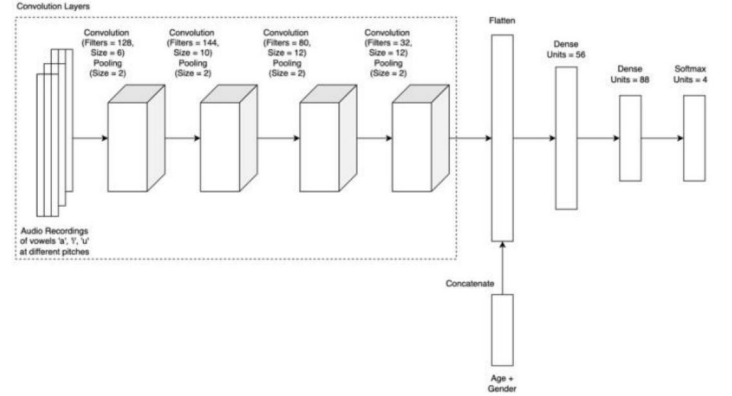 Convolution Layers
Convolution
(Filters = 128,
Size = 6)
Pooling
(Size = 2)
Convolution
(Filters = 144,
Size = 10)
Pooling
(Size = 2)
Convolution
(Filters = 80,
Size = 12)
Pooling
(Size = 2)
Convolution
(Filters = 32,
Size = 12)
Pooling
(Size = 2)
Flatten
Dense
Units = 56
Dense
Units = 88
Softmax
Units = 4
Audio Recordings
of vowels 'a', 'i', 'u'
at different pitches
Concatenate
Age +
Gender